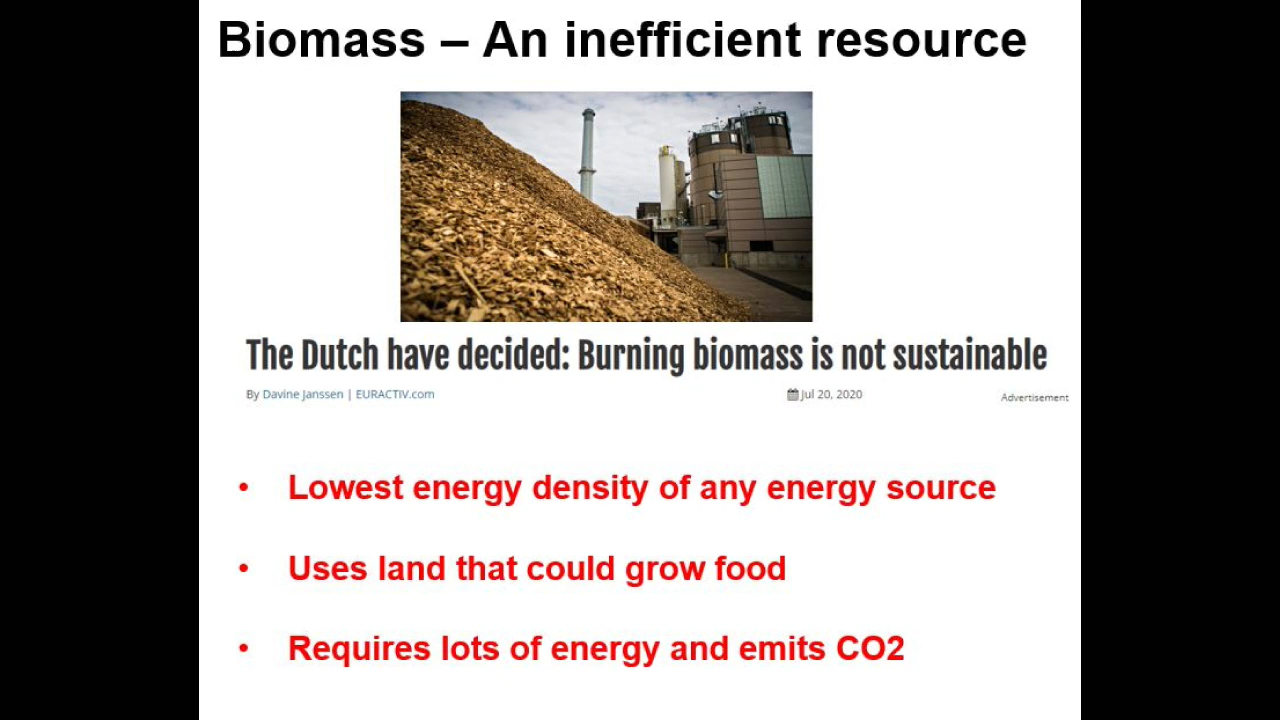 Biomass – An inefficient resource
The Dutch have decided: Burning biomass is not sustainable
By Davine Janssen | EURACTIV.com Jul 20, 2020 Advertisement
• Lowest energy density of any energy source
• Uses land that could grow food
• Requires lots of energy and emits CO2